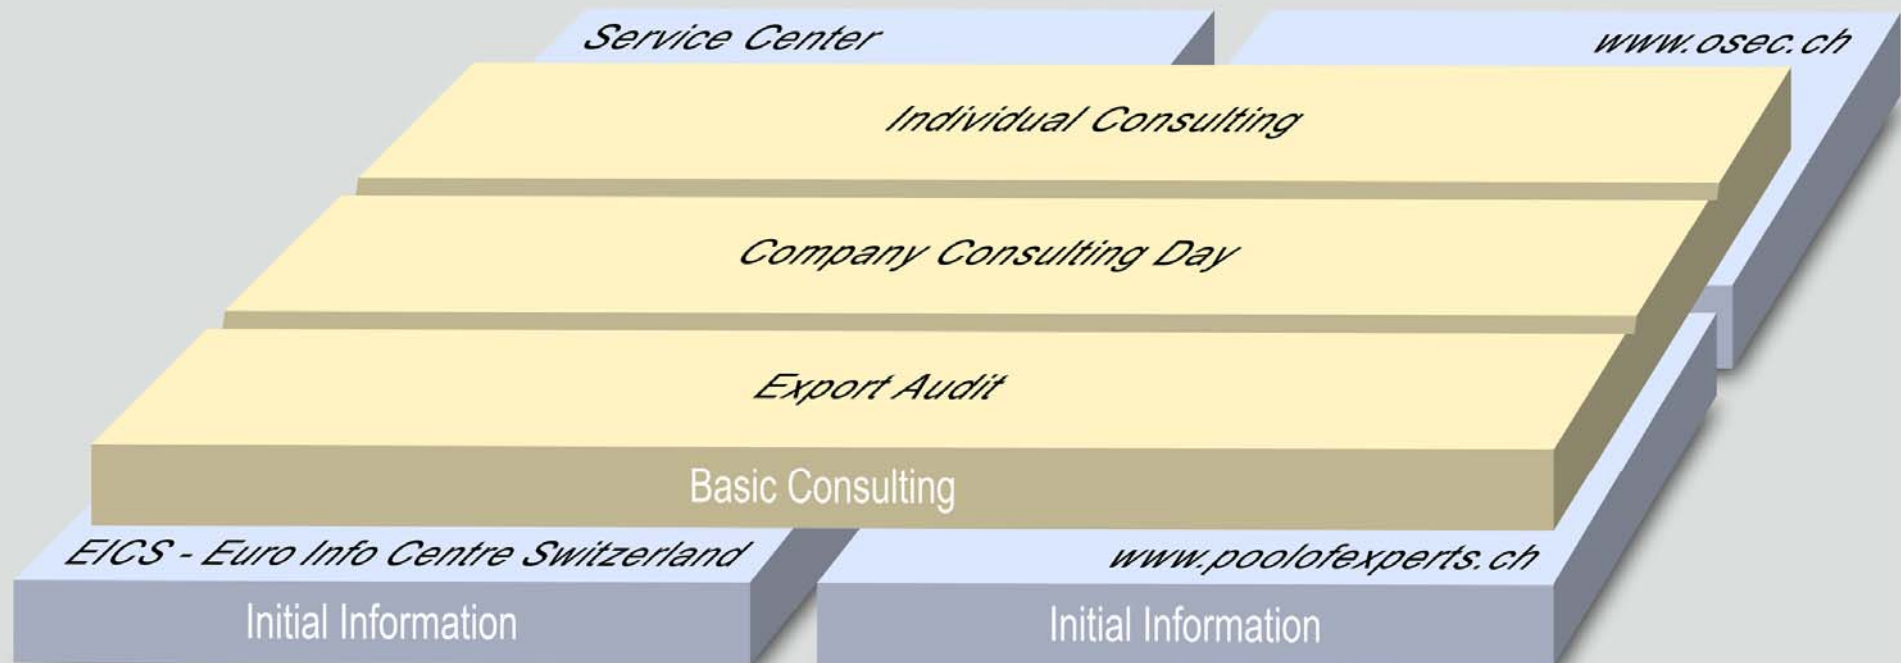 Service Center
www.osec.ch
Individual Consulting
Company Consulting Day
Export Audit
Basic Consulting
EICS - Euro Info Centre Switzerland
www.poolofexperts.ch
Initial Information
Initial Information